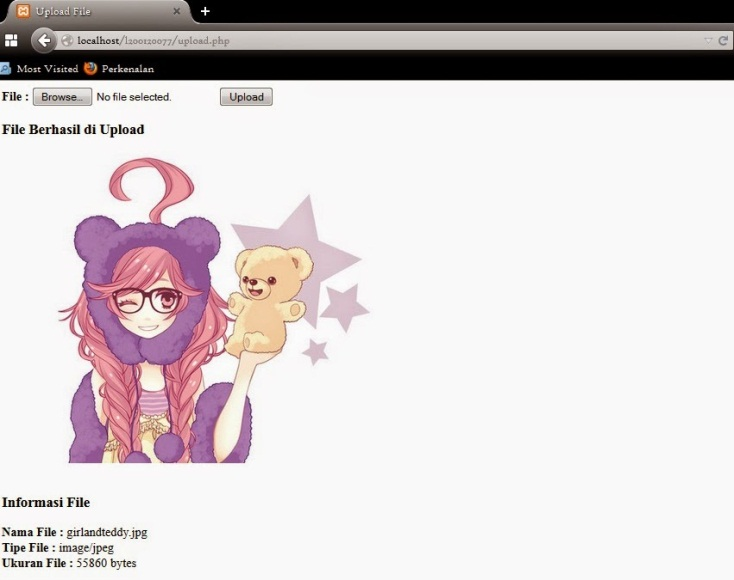 Upload File
localhost/l200120077/upload.php
Most Visited Perkenalan
File : Browse... No file selected. Upload
File Berhasil di Upload
Informasi File
Nama File : girlandteddy.jpg
Tipe File : image/jpeg
Ukuran File : 55860 bytes